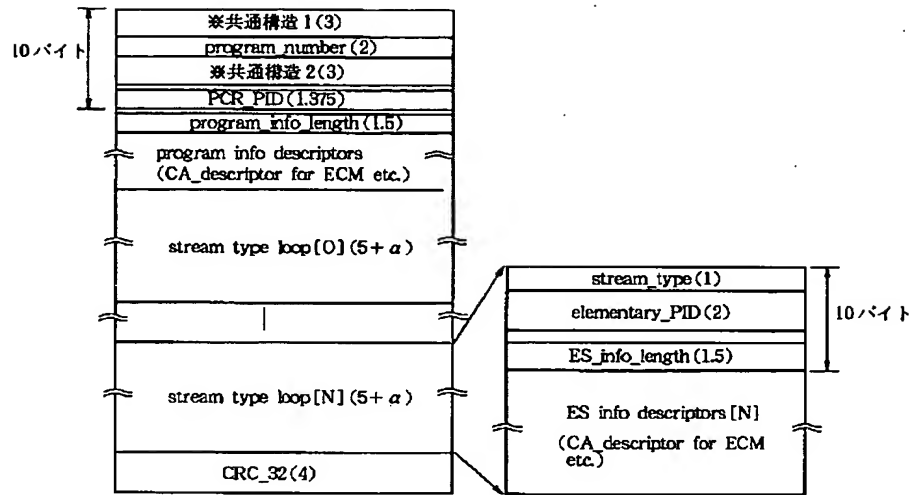 ※共通構造1(3)
10バイト
program_number(2)
※共通構造2(3)
PCR_PID(1.375)
program_info_length(1.5)
program info descriptors
(CA_descriptor for ECM etc.)
stream type loop[0](5+α)
stream type loop[N](5+α)
CRC_32(4)
stream_type(1)
elementary_PID(2)
10バイト
ES_info_length(1.5)
ES info descriptors[N]
(CA_descriptor for ECM
etc.)